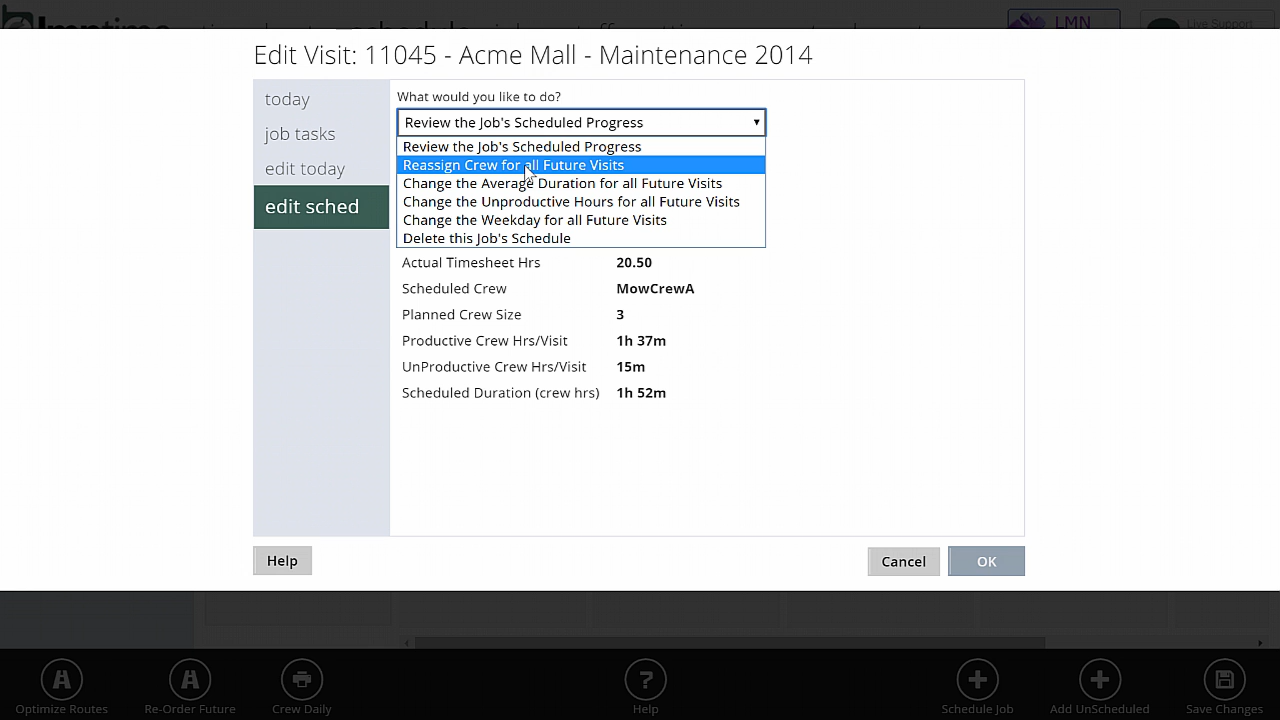 LMN
Live Support
Edit Visit: 11045 - Acme Mall - Maintenance 2014
today
job tasks
edit today
edit sched
What would you like to do?
Review the Job's Scheduled Progress
Review the Job's Scheduled Progress
Reassign Crew for all Future Visits
Change the Average Duration for all Future Visits
Change the Unproductive Hours for all Future Visits
Change the Weekday for all Future Visits
Delete this Job's Schedule
Actual Timesheet Hrs 20.50
Scheduled Crew MowCrewA
Planned Crew Size 3
Productive Crew Hrs/Visit 1h 37m
UnProductive Crew Hrs/Visit 15m
Scheduled Duration (crew hrs) 1h 52m
Help
Cancel
OK
Optimize Routes
Re-Order Future
Crew Daily
Help
Schedule Job
Add UnScheduled
Save Changes